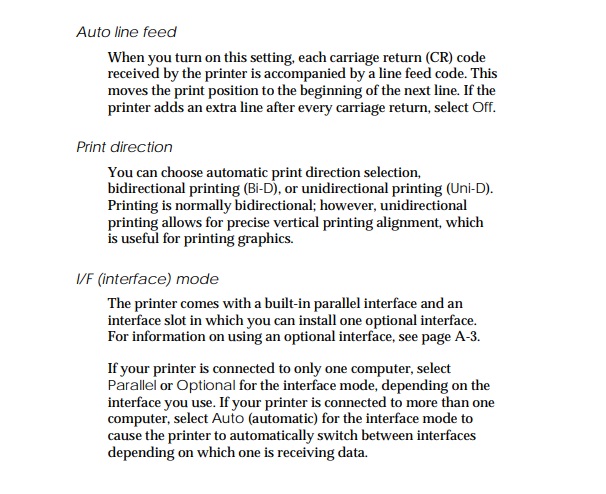 Auto line feed
When you turn on this setting, each carriage return (CR) code
received by the printer is accompanied by a line feed code. This
moves the print position to the beginning of the next line. If the
printer adds an extra line after every carriage return, select Off.
Print direction
You can choose automatic print direction selection,
bidirectional printing (Bi-D), or unidirectional printing (Uni-D).
Printing is normally bidirectional; however, unidirectional
printing allows for precise vertical printing alignment, which
is useful for printing graphics.
I/F (interface) mode
The printer comes with a built-in parallel interface and an
interface slot in which you can install one optional interface.
For information on using an optional interface, see page A-3.
If your printer is connected to only one computer, select
Parallel or Optional for the interface mode, depending on the
interface you use. If your printer is connected to more than one
computer, select Auto (automatic) for the interface mode to
cause the printer to automatically switch between interfaces
depending on which one is receiving data.